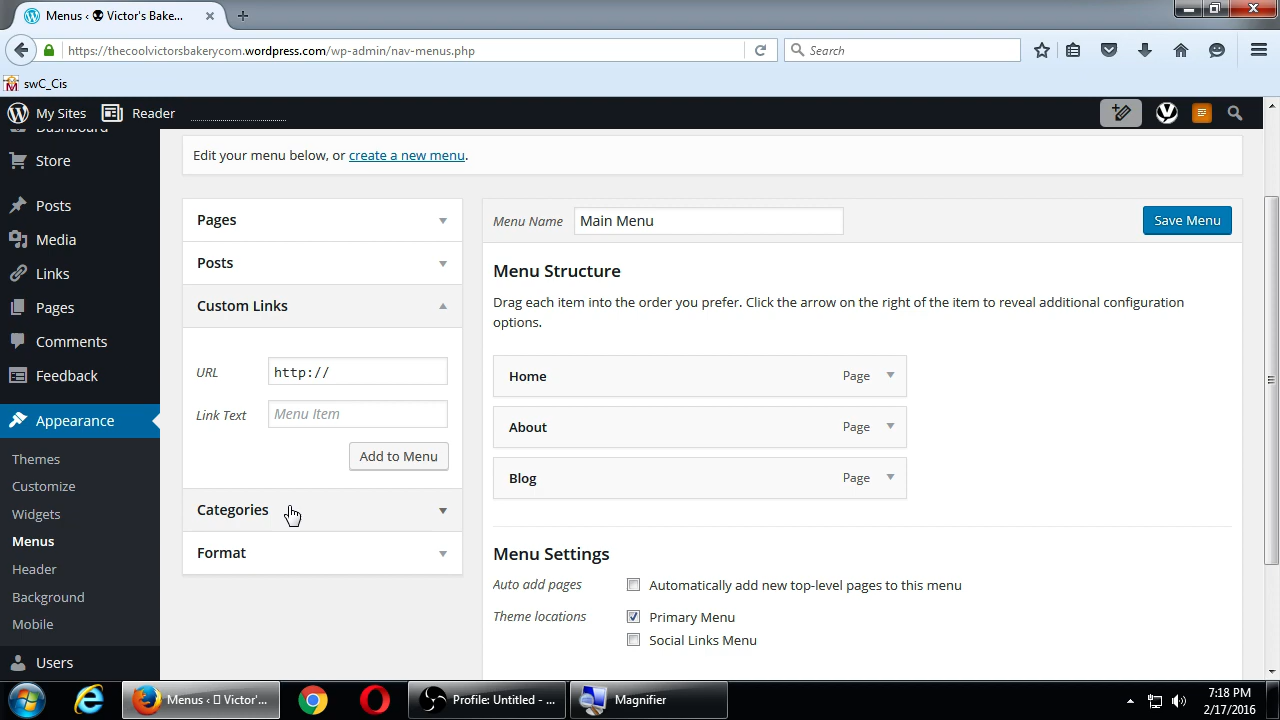 Menus ‹ Victor's Bake...
https://thecoolvictorsbakerycom.wordpress.com/wp-admin/nav-menus.php
Search
swC_Cis
My Sites
Reader
Dashboard
Store
Posts
Media
Links
Pages
Comments
Feedback
Appearance
Themes
Customize
Widgets
Menus
Header
Background
Mobile
Users
Edit your menu below, or create a new menu.
Pages
Posts
Custom Links
URL http://
Link Text Menu Item
Add to Menu
Categories
Format
Menu Name Main Menu Save Menu
Menu Structure
Drag each item into the order you prefer. Click the arrow on the right of the item to reveal additional configuration
options.
Home Page
About Page
Blog Page
Menu Settings
Auto add pages Automatically add new top-level pages to this menu
Theme locations Primary Menu
Social Links Menu
Menus ‹ Victor'...
Profile: Untitled - ...
Magnifier
7:18 PM
2/17/2016